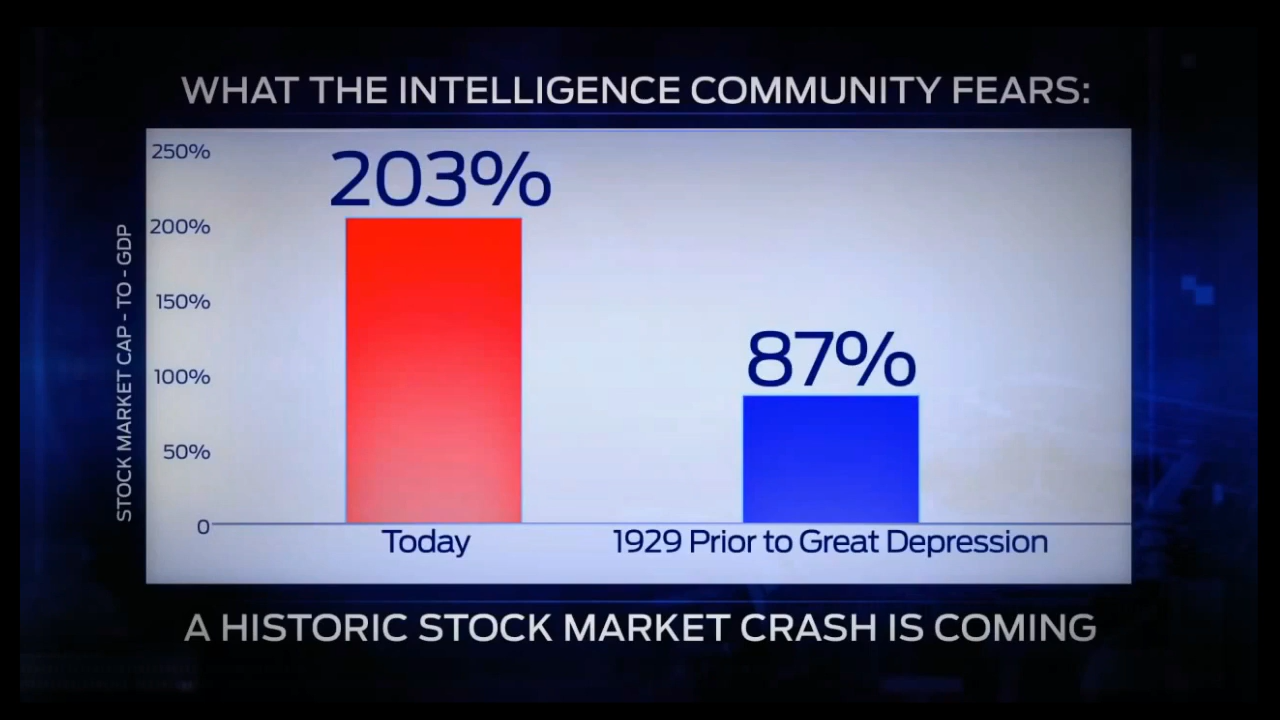 WHAT THE INTELLIGENCE COMMUNITY FEARS:
STOCK MARKET CAP - TO - GDP
250%
200%
150%
100%
50%
0
203%
87%
Today
1929 Prior to Great Depression
A HISTORIC STOCK MARKET CRASH IS COMING